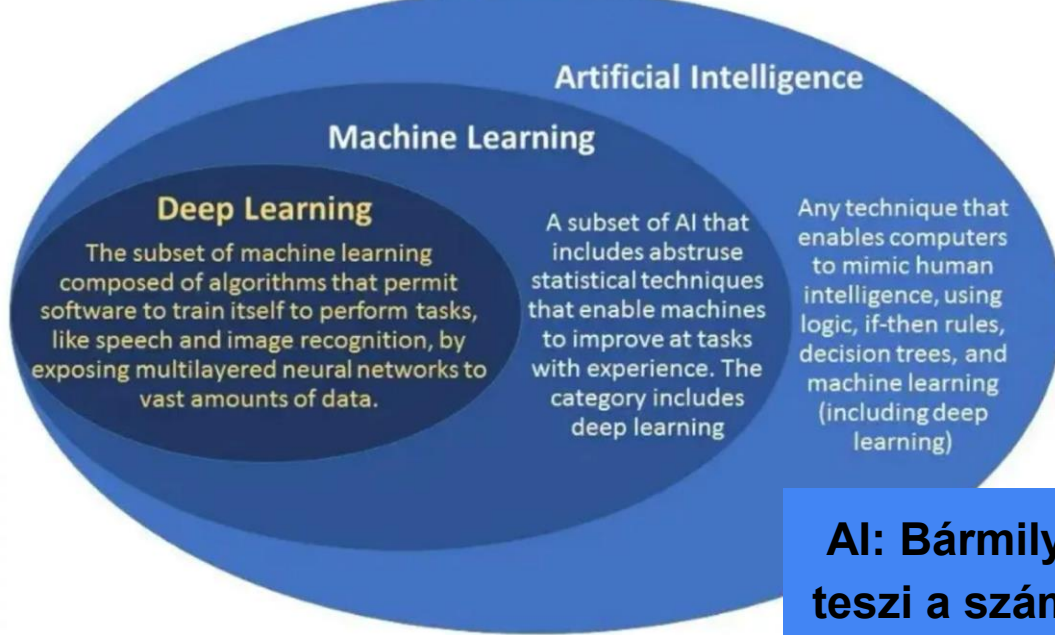 Artificial Intelligence
Machine Learning
Deep Learning
The subset of machine learning
composed of algorithms that permit
software to train itself to perform tasks,
like speech and image recognition, by
exposing multilayered neural networks to
vast amounts of data.
A subset of AI that
includes abstruse
statistical techniques
that enable machines
to improve at tasks
with experience. The
category includes
deep learning
Any technique that
enables computers
to mimic human
intelligence, using
logic, if-then rules,
decision trees, and
machine learning
(including deep
learning)
AI: Bármily
teszi a szám